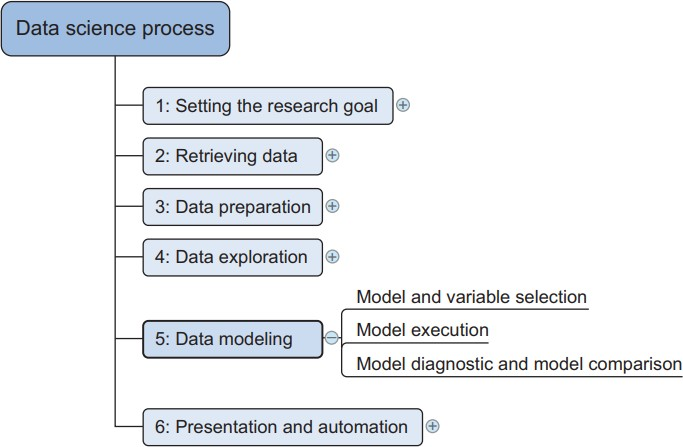 Data science process
1: Setting the research goal
2: Retrieving data
3: Data preparation
4: Data exploration
5: Data modeling
Model and variable selection
Model execution
Model diagnostic and model comparison
6: Presentation and automation